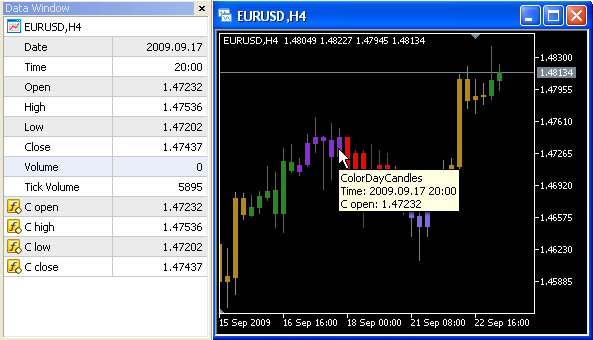 Data Window
EURUSD,H4
Date 2009.09.17
Time 20:00
Open 1.47232
High 1.47536
Low 1.47202
Close 1.47437
Volume 0
Tick Volume 5895
C open 1.47232
C high 1.47536
C low 1.47202
C close 1.47437
EURUSD,H4
EURUSD,H4 1.48049 1.48227 1.47945 1.48134
1.48300
1.48134
1.47955
1.47610
1.47265
1.46920
1.46575
1.46230
1.45885
ColorDayCandles
Time: 2009.09.17 20:00
C open: 1.47232
15 Sep 2009 16 Sep 16:00 18 Sep 00:00 21 Sep 08:00 22 Sep 16:00